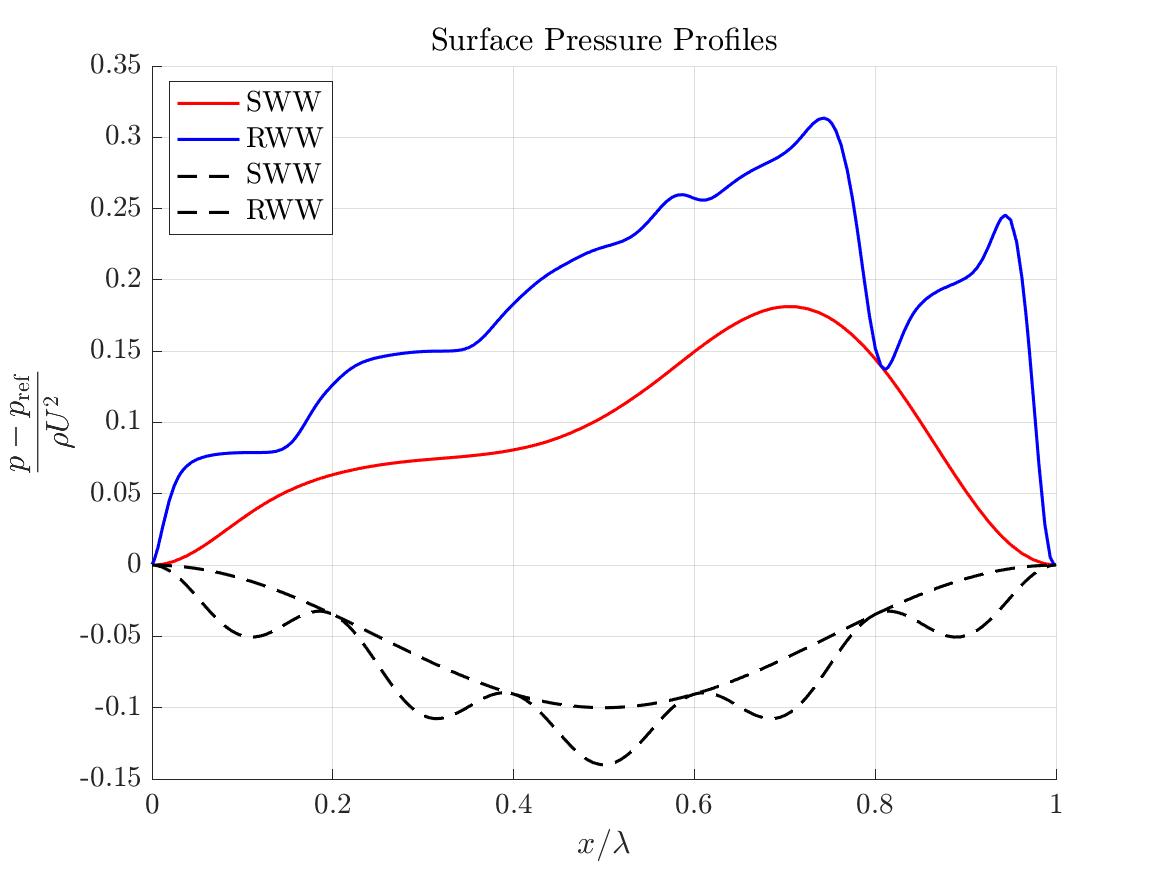 Surface Pressure Profiles
SWW
RWW
SWW
RWW
0.35
0.3
0.25
0.2
0.15
0.1
0.05
0
-0.05
-0.1
-0.15
0 0.2 0.4 0.6 0.8 1
x/λ
p − p_ref
ρU²